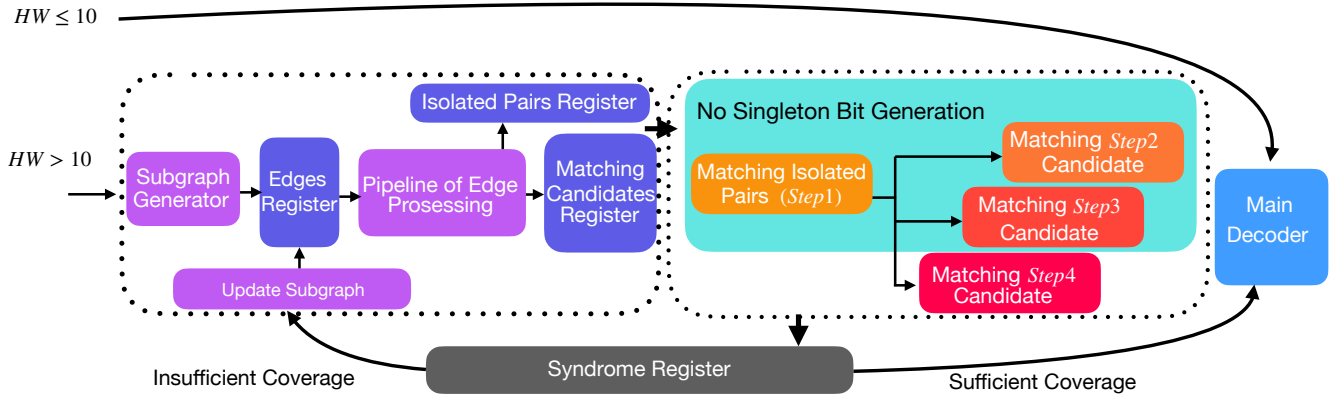 HW ≤ 10
HW > 10
Subgraph
Generator
Edges
Register
Pipeline of Edge
Prosessing
Isolated Pairs Register
Matching
Candidates
Register
Update Subgraph
No Singleton Bit Generation
Matching Isolated
Pairs (Step1)
Matching Step2
Candidate
Matching Step3
Candidate
Matching Step4
Candidate
Main
Decoder
Syndrome Register
Insufficient Coverage
Sufficient Coverage